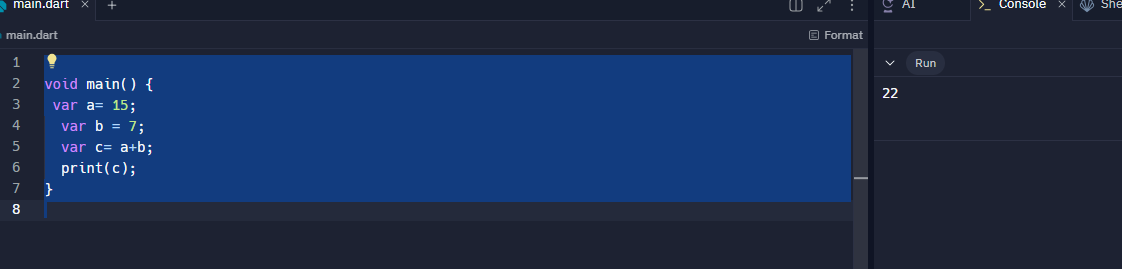 main.dart × +
AI
Console ×
main.dart
Format
1
2 void main() {
3 var a= 15;
4 var b = 7;
5 var c= a+b;
6 print(c);
7 }
8
Run
22